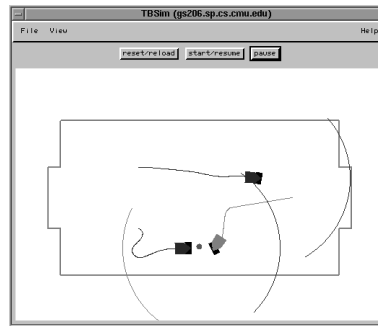 TBSim (gs206.sp.cs.cmu.edu)
File View Help
reset/reload start/resume pause